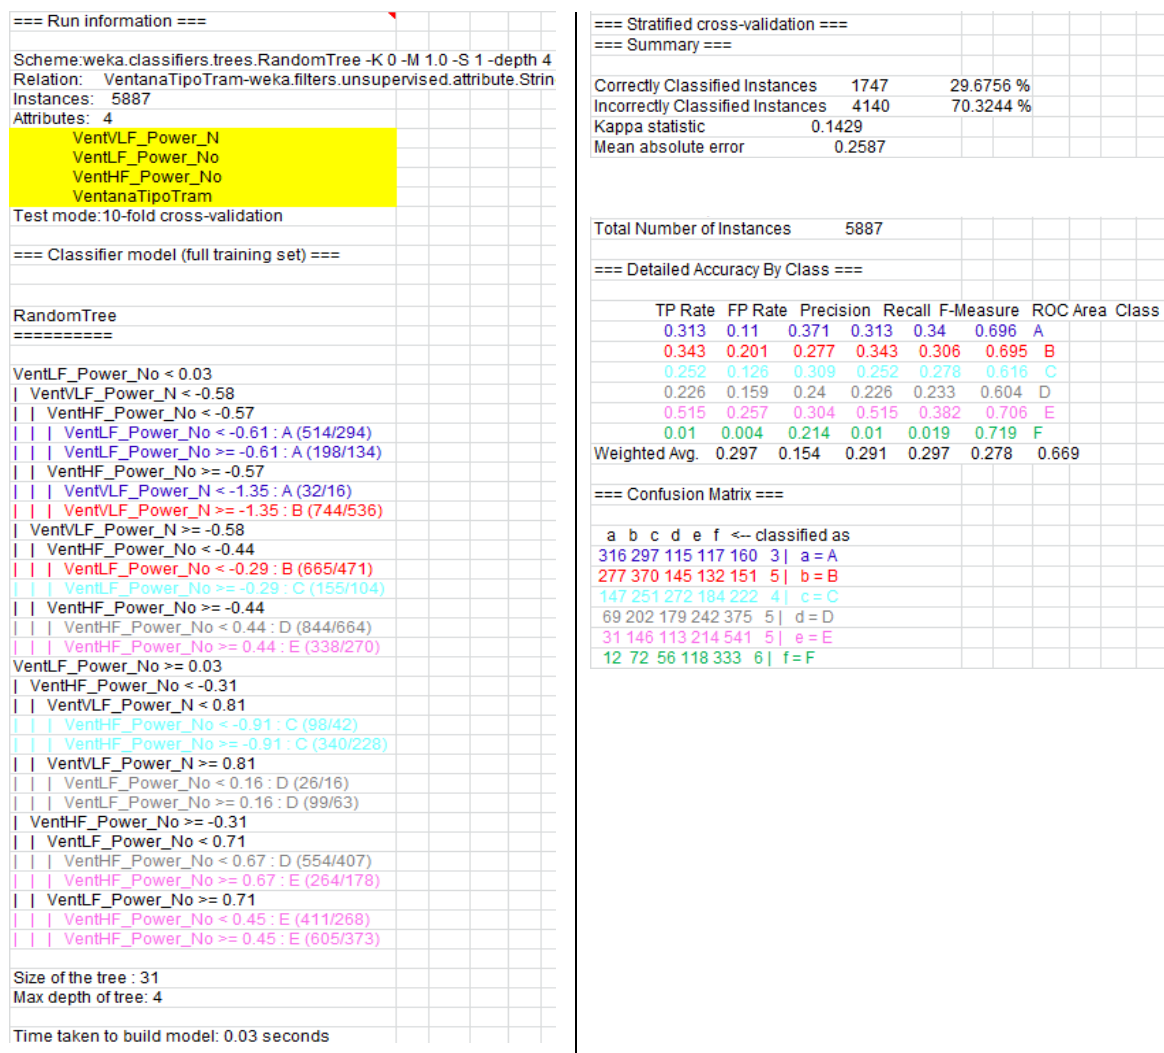 === Run information ===
Scheme:weka.classifiers.trees.RandomTree -K 0 -M 1.0 -S 1 -depth 4
Relation: VentanaTipoTram-weka.filters.unsupervised.attribute.Strin
Instances: 5887
Attributes: 4
VentVLF_Power_N
VentLF_Power_No
VentHF_Power_No
VentanaTipoTram
Test mode:10-fold cross-validation
=== Classifier model (full training set) ===
RandomTree
==========
VentLF_Power_No < 0.03
| VentVLF_Power_N < -0.58
| | VentHF_Power_No < -0.57
| | | VentLF_Power_No < -0.61 : A (514/294)
| | | VentLF_Power_No >= -0.61 : A (198/134)
| | VentHF_Power_No >= -0.57
| | | VentVLF_Power_N < -1.35 : A (32/16)
| | | VentVLF_Power_N >= -1.35 : B (744/536)
| VentVLF_Power_N >= -0.58
| | VentHF_Power_No < -0.44
| | | VentLF_Power_No < -0.29 : B (665/471)
| | | VentLF_Power_No >= -0.29 : C (155/104)
| | VentHF_Power_No >= -0.44
| | | VentHF_Power_No < 0.44 : D (844/664)
| | | VentHF_Power_No >= 0.44 : E (338/270)
VentLF_Power_No >= 0.03
| VentHF_Power_No < -0.31
| | VentVLF_Power_N < 0.81
| | | VentHF_Power_No < -0.91 : C (98/42)
| | | VentHF_Power_No >= -0.91 : C (340/228)
| | VentVLF_Power_N >= 0.81
| | | VentLF_Power_No < 0.16 : D (26/16)
| | | VentLF_Power_No >= 0.16 : D (99/63)
| VentHF_Power_No >= -0.31
| | VentLF_Power_No < 0.71
| | | VentHF_Power_No < 0.67 : D (554/407)
| | | VentHF_Power_No >= 0.67 : E (264/178)
| | VentLF_Power_No >= 0.71
| | | VentHF_Power_No < 0.45 : E (411/268)
| | | VentHF_Power_No >= 0.45 : E (605/373)
Size of the tree : 31
Max depth of tree: 4
Time taken to build model: 0.03 seconds
=== Stratified cross-validation ===
=== Summary ===
Correctly Classified Instances 1747 29.6756 %
Incorrectly Classified Instances 4140 70.3244 %
Kappa statistic 0.1429
Mean absolute error 0.2587
Total Number of Instances 5887
=== Detailed Accuracy By Class ===
TP Rate FP Rate Precision Recall F-Measure ROC Area Class
0.313 0.11 0.371 0.313 0.34 0.696 A
0.343 0.201 0.277 0.343 0.306 0.695 B
0.252 0.126 0.309 0.252 0.278 0.616 C
0.226 0.159 0.24 0.226 0.233 0.604 D
0.515 0.257 0.304 0.515 0.382 0.706 E
0.01 0.004 0.214 0.01 0.019 0.719 F
Weighted Avg. 0.297 0.154 0.291 0.297 0.278 0.669
=== Confusion Matrix ===
a b c d e f <-- classified as
316 297 115 117 160 3 | a = A
277 370 145 132 151 5 | b = B
147 251 272 184 222 4 | c = C
69 202 179 242 375 5 | d = D
31 146 113 214 541 5 | e = E
12 72 56 118 333 6 | f = F